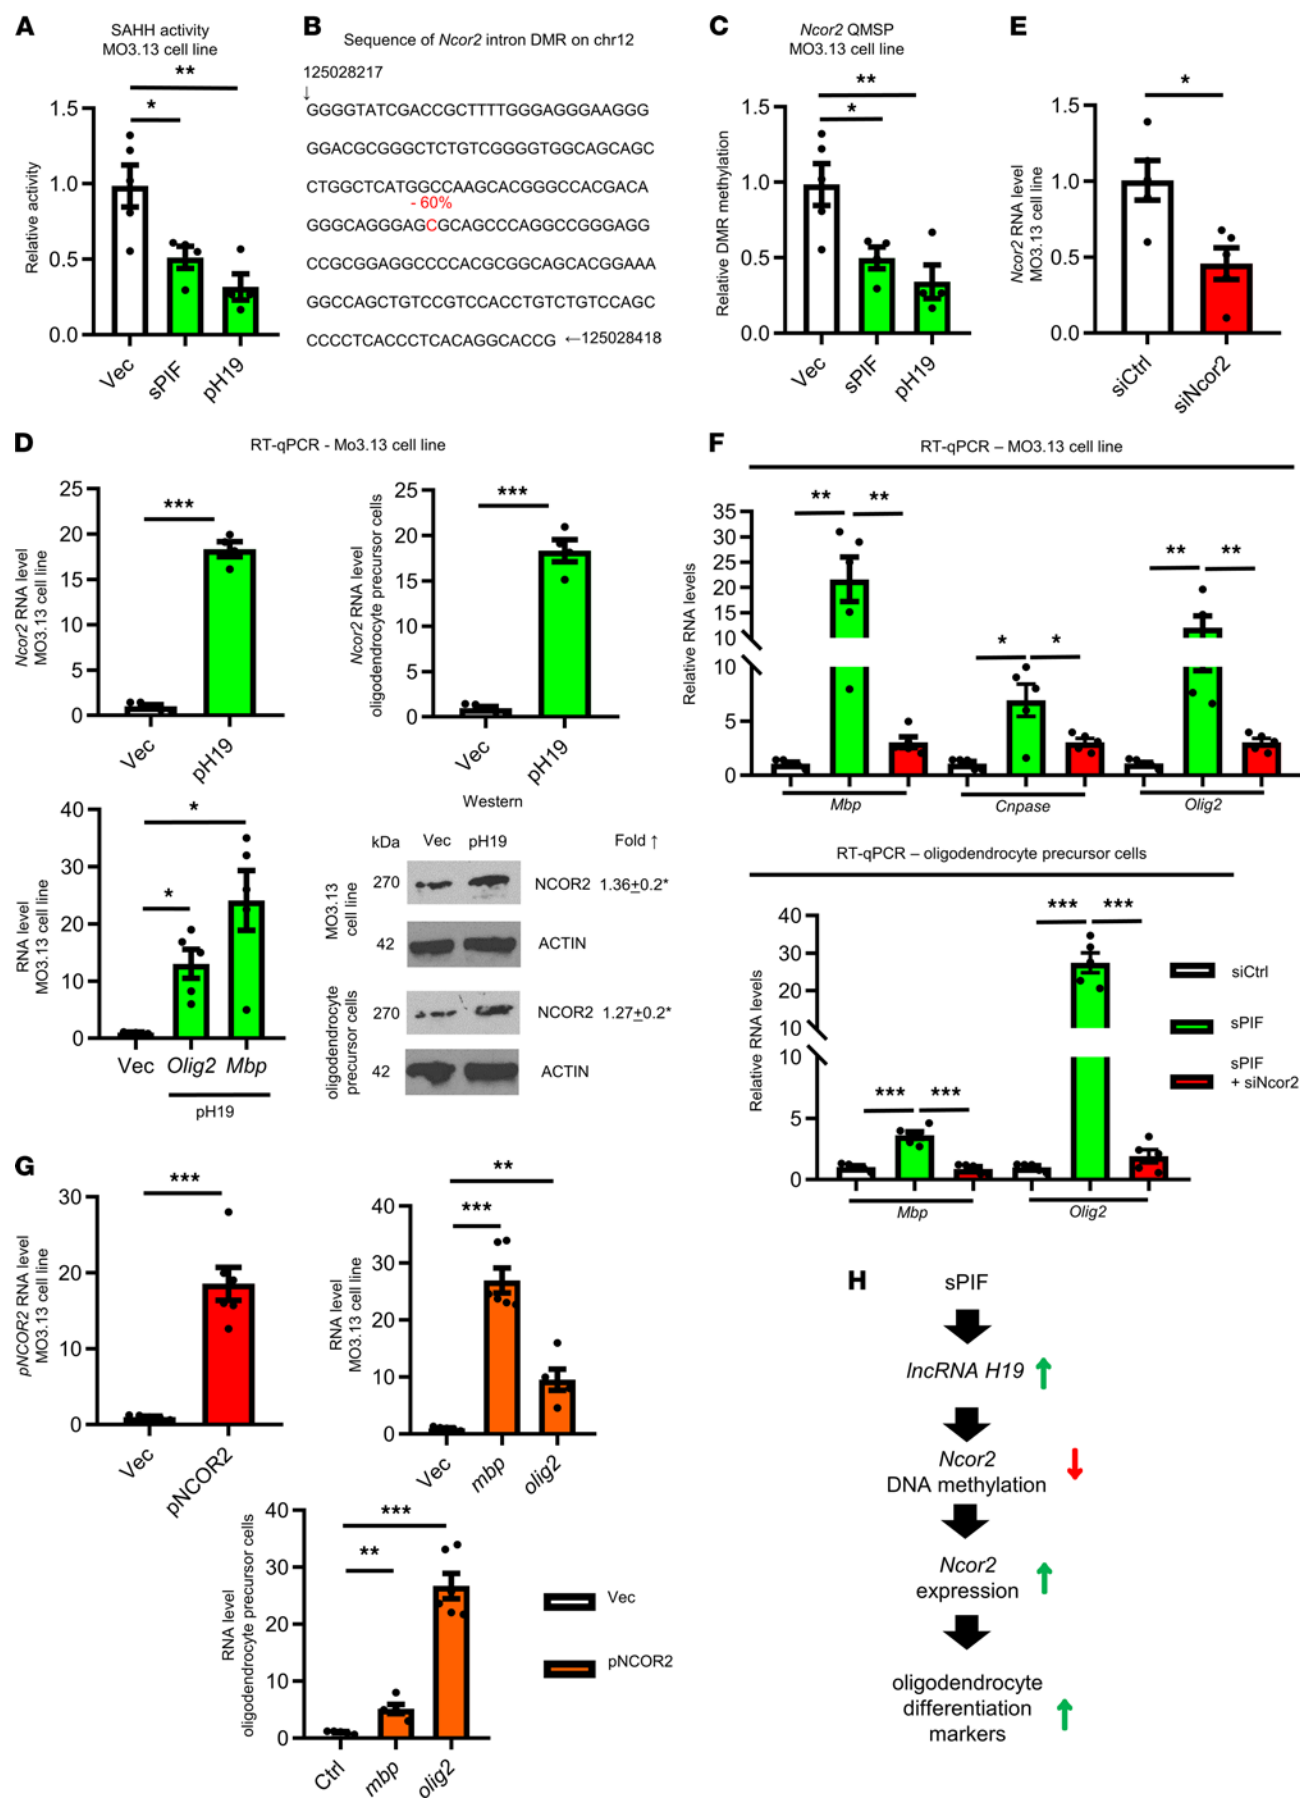 A
SAHH activity
MO3.13 cell line
**
*
Relative activity
1.5
1.0
0.5
0.0
Vec
sPIF
pH19
B
Sequence of Ncor2 intron DMR on chr12
125028217
↓
GGGGTATCGACCGCTTTTGGGAGGGAAGGG
GGACGCGGGCTCTGTCGGGGTGGCAGCAGC
CTGGCTCATGGCCAAGCACGGGCCACGACA
- 60%
GGGCAGGGAGCGCAGCCCAGGCCGGGAGG
CCGCGGAGGCCCCACGCGGCAGCACGGAAA
GGCCAGCTGTCCGTCCACCTGTCTGTCCAGC
CCCCTCACCCTCACAGGCACCG ←125028418
C
Ncor2 QMSP
MO3.13 cell line
**
*
Relative DMR methylation
1.5
1.0
0.5
0.0
Vec
sPIF
pH19
E
*
Ncor2 RNA level
MO3.13 cell line
1.5
1.0
0.5
0.0
siCtrl
siNcor2
D
RT-qPCR - Mo3.13 cell line
***
Ncor2 RNA level
MO3.13 cell line
25
20
15
10
5
0
Vec
pH19
***
Ncor2 RNA level
oligodendrocyte precursor cells
25
20
15
10
5
0
Vec
pH19
*
*
RNA level
MO3.13 cell line
40
30
20
10
0
Vec
Olig2
Mbp
pH19
Western
kDa
Vec
pH19
Fold ↑
MO3.13
cell line
270
NCOR2 1.36±0.2*
42
ACTIN
oligodendrocyte
precursor cells
270
NCOR2 1.27±0.2*
42
ACTIN
F
RT-qPCR – MO3.13 cell line
Relative RNA levels
35
30
25
20
15
10
10
5
0
** **
* *
** **
Mbp
Cnpase
Olig2
RT-qPCR – oligodendrocyte precursor cells
Relative RNA levels
40
30
20
10
10
5
0
*** ***
*** ***
Mbp
Olig2
siCtrl
sPIF
sPIF
+ siNcor2
G
***
pNCOR2 RNA level
MO3.13 cell line
30
20
10
0
Vec
pNCOR2
**
***
RNA level
MO3.13 cell line
40
30
20
10
0
Vec
mbp
olig2
***
**
RNA level
oligodendrocyte precursor cells
40
30
20
10
0
Ctrl
mbp
olig2
Vec
pNCOR2
H
sPIF
lncRNA H19 ↑
Ncor2
DNA methylation ↓
Ncor2
expression ↑
oligodendrocyte
differentiation ↑
markers